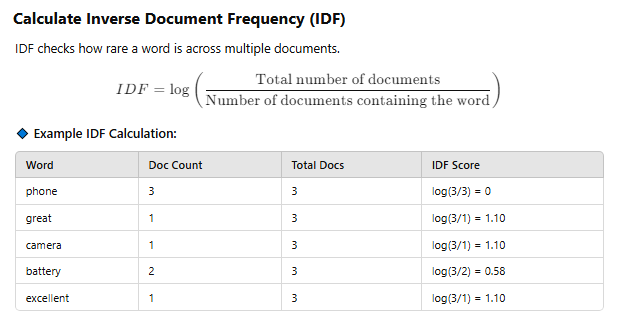 Calculate Inverse Document Frequency (IDF)
IDF checks how rare a word is across multiple documents.
IDF = log ( Total number of documents / Number of documents containing the word )
Example IDF Calculation:
Word Doc Count Total Docs IDF Score
phone 3 3 log(3/3) = 0
great 1 3 log(3/1) = 1.10
camera 1 3 log(3/1) = 1.10
battery 2 3 log(3/2) = 0.58
excellent 1 3 log(3/1) = 1.10